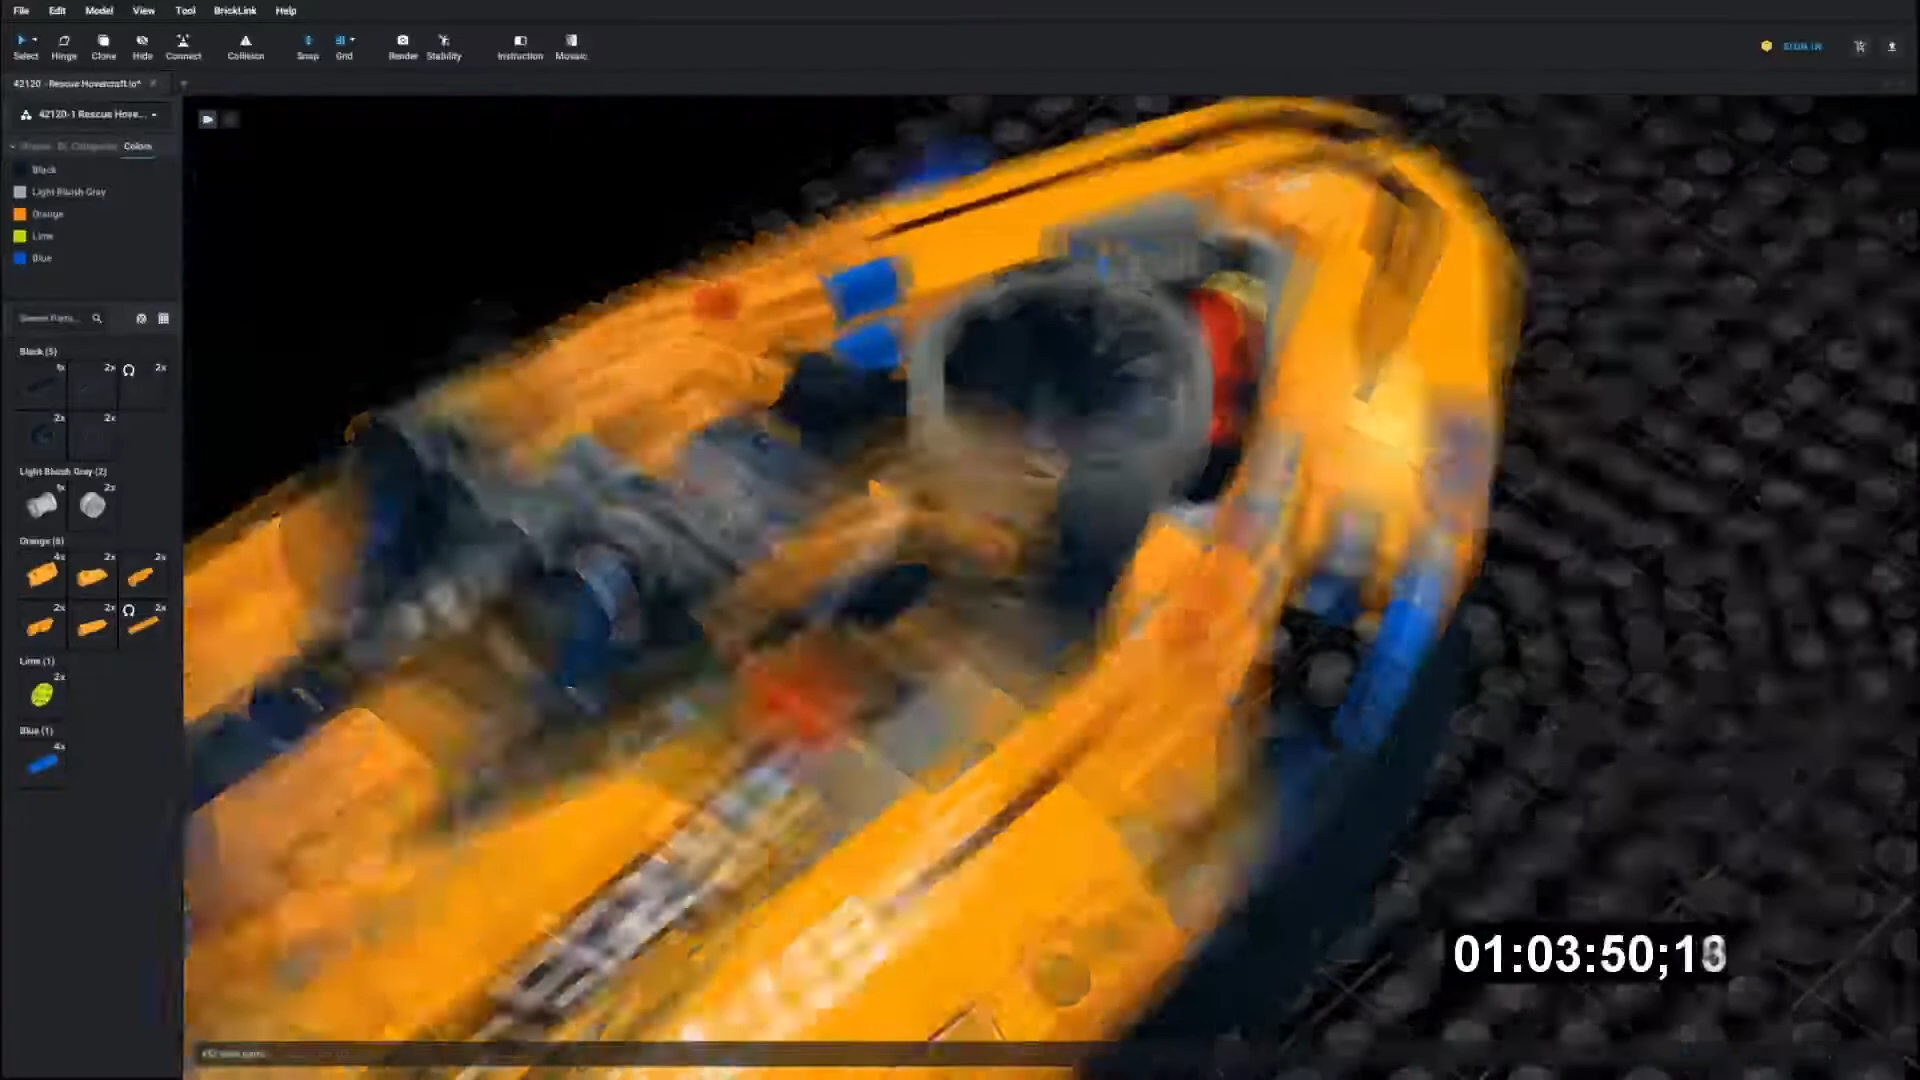 File Edit Model View Tool BrickLink Help
Select Hinge Clone Hide Connect Collision Snap Grid Render Stability Instruction Mosaic
42120 - Rescue Hovercraft.io*
42120-1 Rescue Hove...
Colors
Black
Light Bluish Gray
Orange
Lime
Blue
Search Parts...
Black (5)
2x 2x
2x 2x
Light Bluish Gray (2)
2x
Orange (6)
4x 2x 2x
2x 2x 2x
Lime (1)
2x
Blue (1)
4x
01:03:50;18